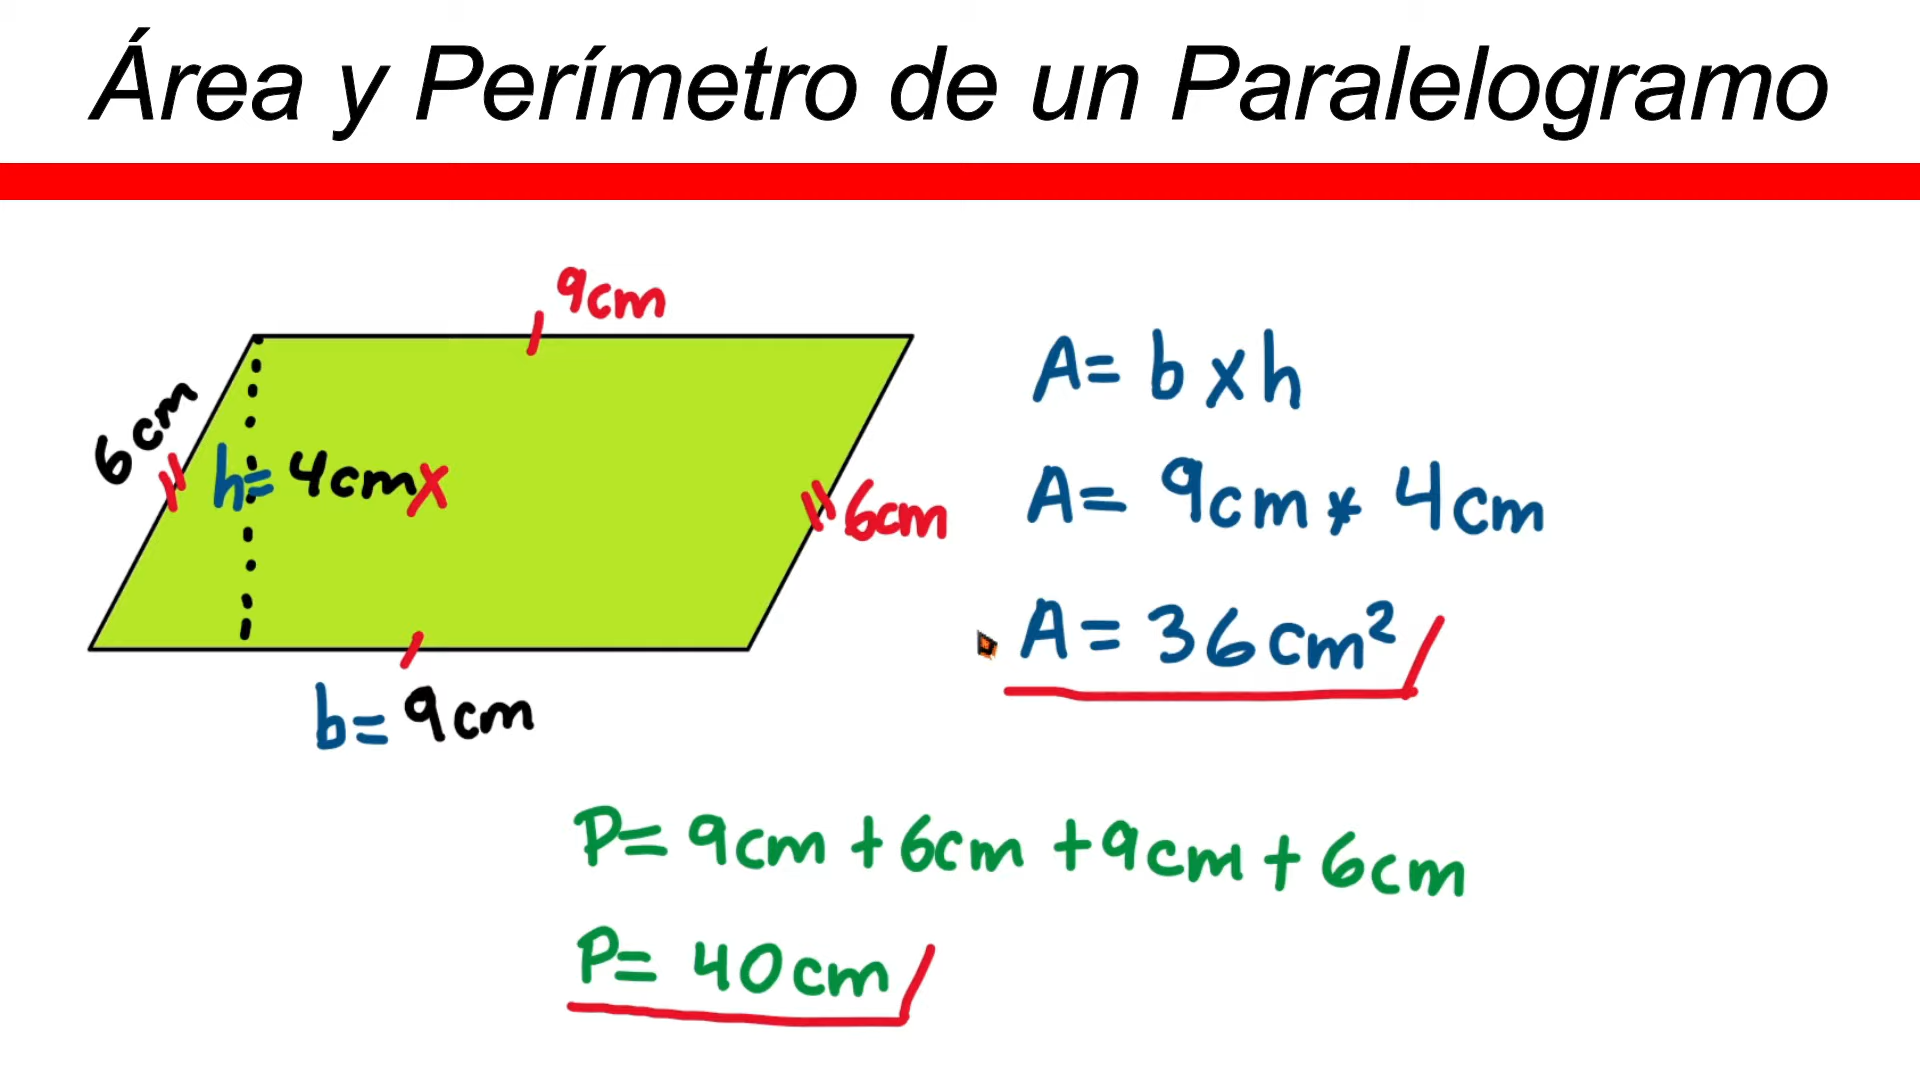 Área y Perímetro de un Paralelogramo
9cm
6cm
h= 4cm x
6cm
b= 9cm
A= b x h
A= 9cm * 4cm
A= 36cm²
P= 9cm + 6cm + 9cm + 6cm
P= 40cm